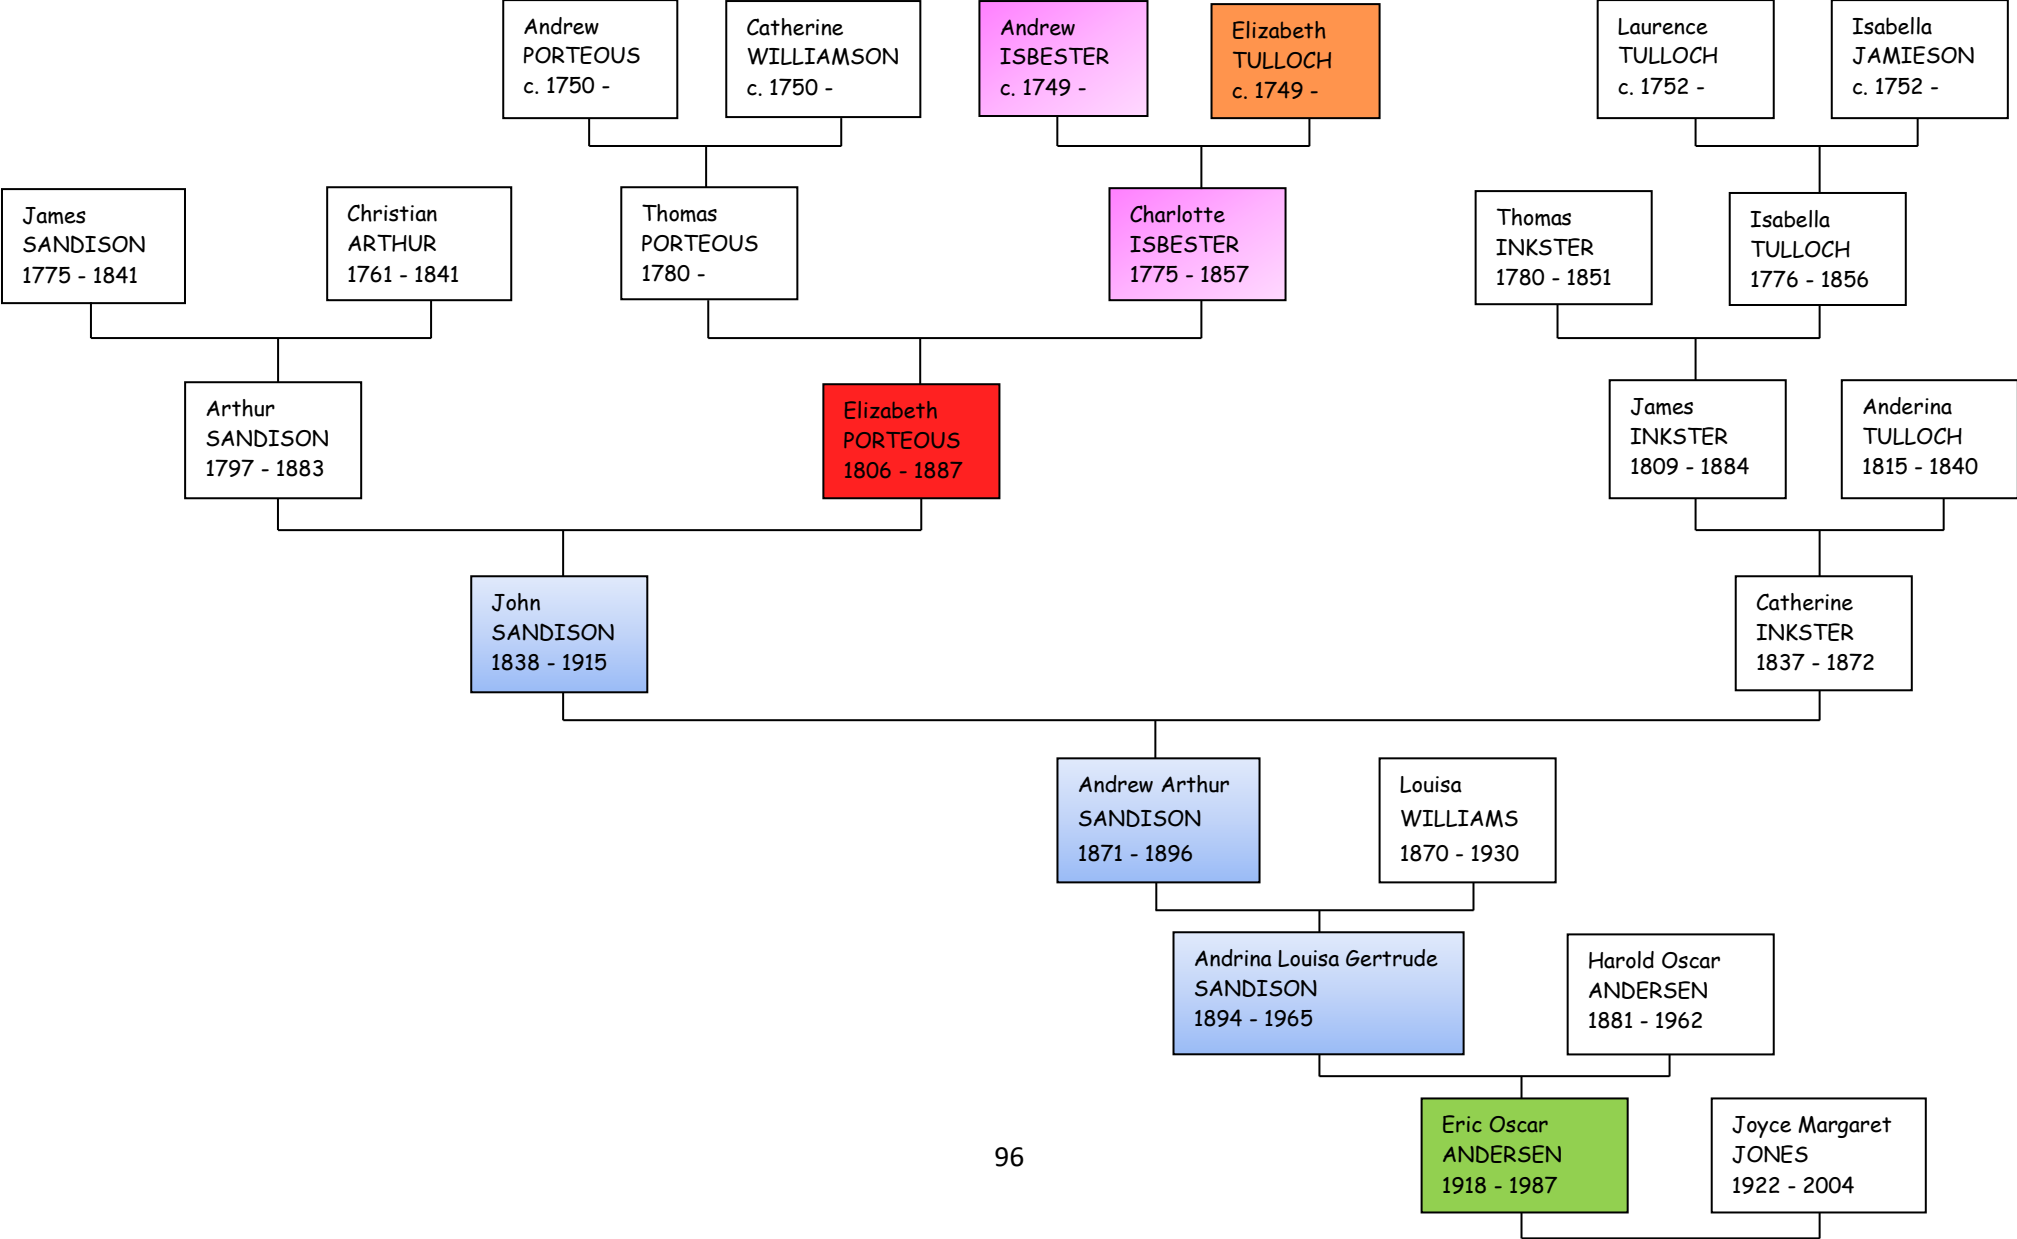 Andrew
PORTEOUS
c. 1750 -
Catherine
WILLIAMSON
c. 1750 -
Andrew
ISBESTER
c. 1749 -
Elizabeth
TULLOCH
c. 1749 -
Laurence
TULLOCH
c. 1752 -
Isabella
JAMIESON
c. 1752 -
James
SANDISON
1775 - 1841
Christian
ARTHUR
1761 - 1841
Thomas
PORTEOUS
1780 -
Charlotte
ISBESTER
1775 - 1857
Thomas
INKSTER
1780 - 1851
Isabella
TULLOCH
1776 - 1856
Arthur
SANDISON
1797 - 1883
Elizabeth
PORTEOUS
1806 - 1887
James
INKSTER
1809 - 1884
Anderina
TULLOCH
1815 - 1840
John
SANDISON
1838 - 1915
Catherine
INKSTER
1837 - 1872
Andrew Arthur
SANDISON
1871 - 1896
Louisa
WILLIAMS
1870 - 1930
Andrina Louisa Gertrude
SANDISON
1894 - 1965
Harold Oscar
ANDERSEN
1881 - 1962
Eric Oscar
ANDERSEN
1918 - 1987
Joyce Margaret
JONES
1922 - 2004
96